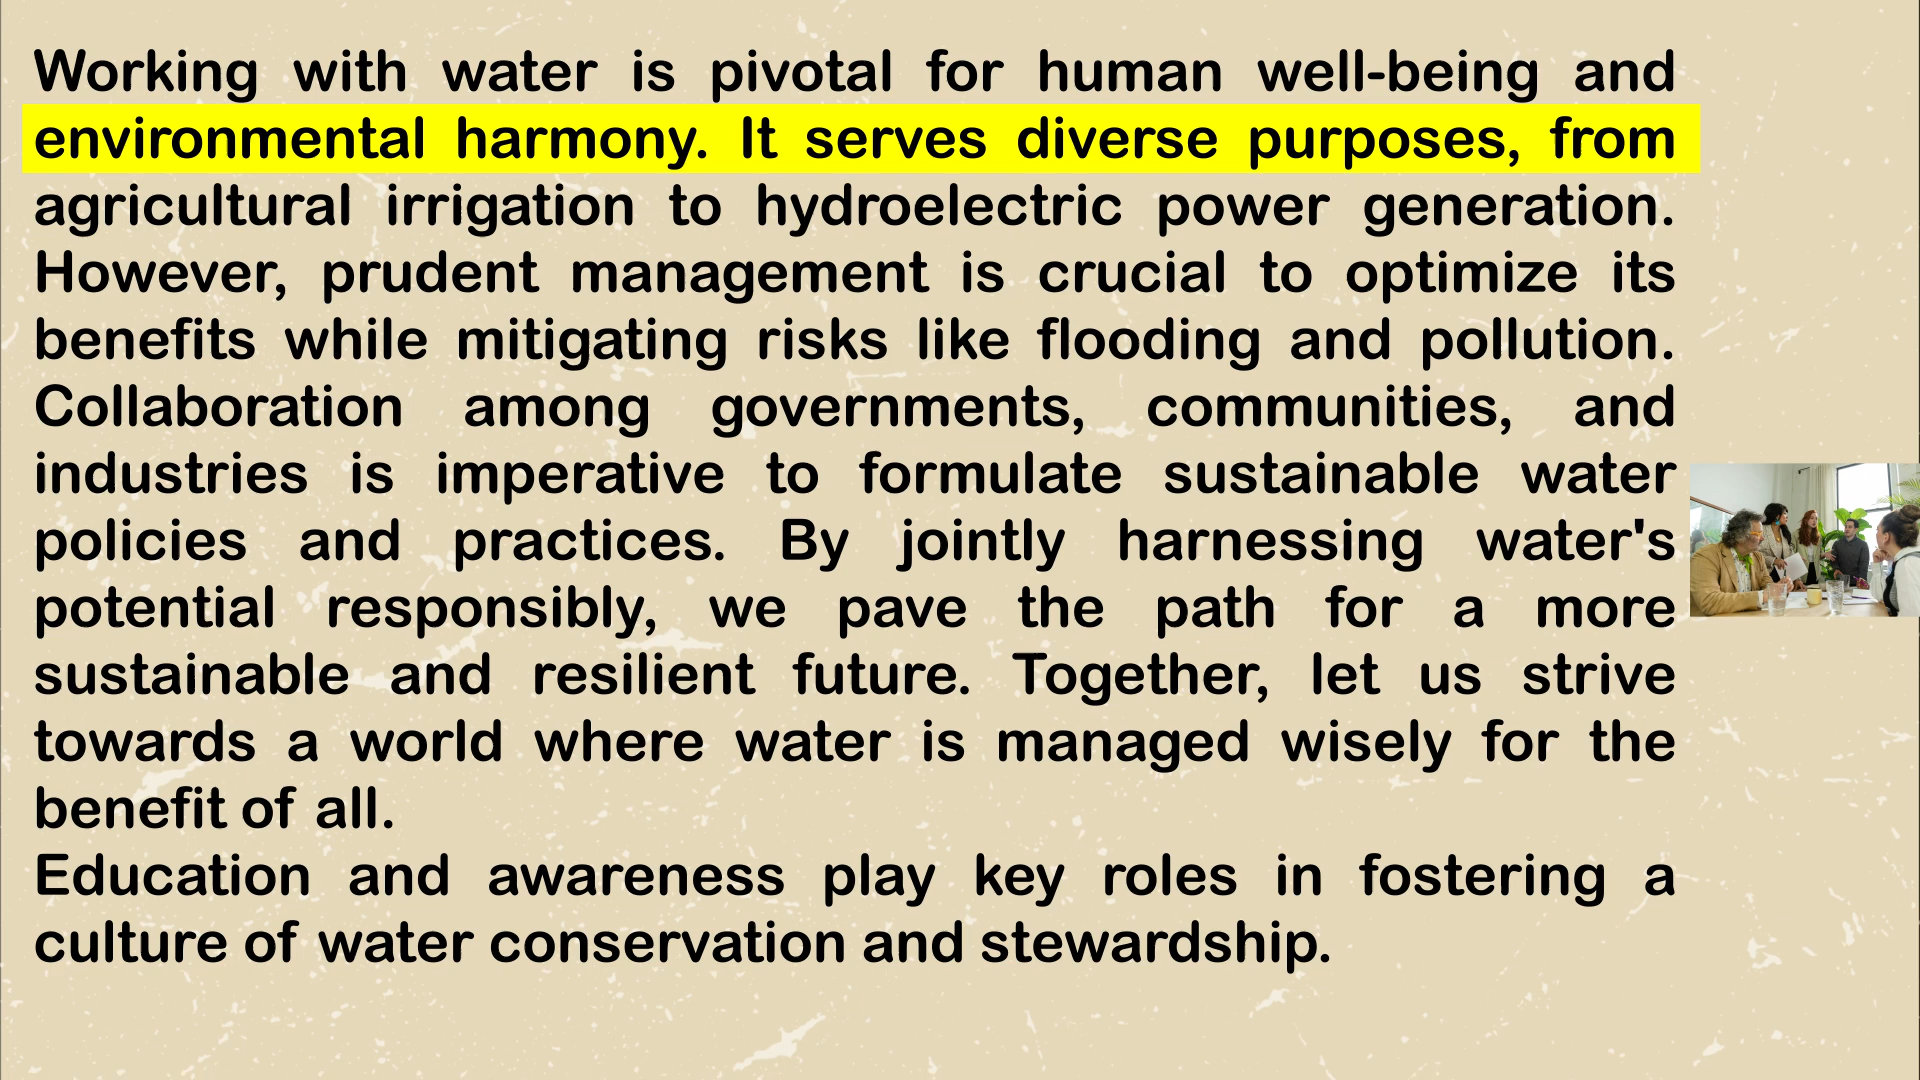 Working with water is pivotal for human well-being and
environmental harmony. It serves diverse purposes, from
agricultural irrigation to hydroelectric power generation.
However, prudent management is crucial to optimize its
benefits while mitigating risks like flooding and pollution.
Collaboration among governments, communities, and
industries is imperative to formulate sustainable water
policies and practices. By jointly harnessing water's
potential responsibly, we pave the path for a more
sustainable and resilient future. Together, let us strive
towards a world where water is managed wisely for the
benefit of all.
Education and awareness play key roles in fostering a
culture of water conservation and stewardship.